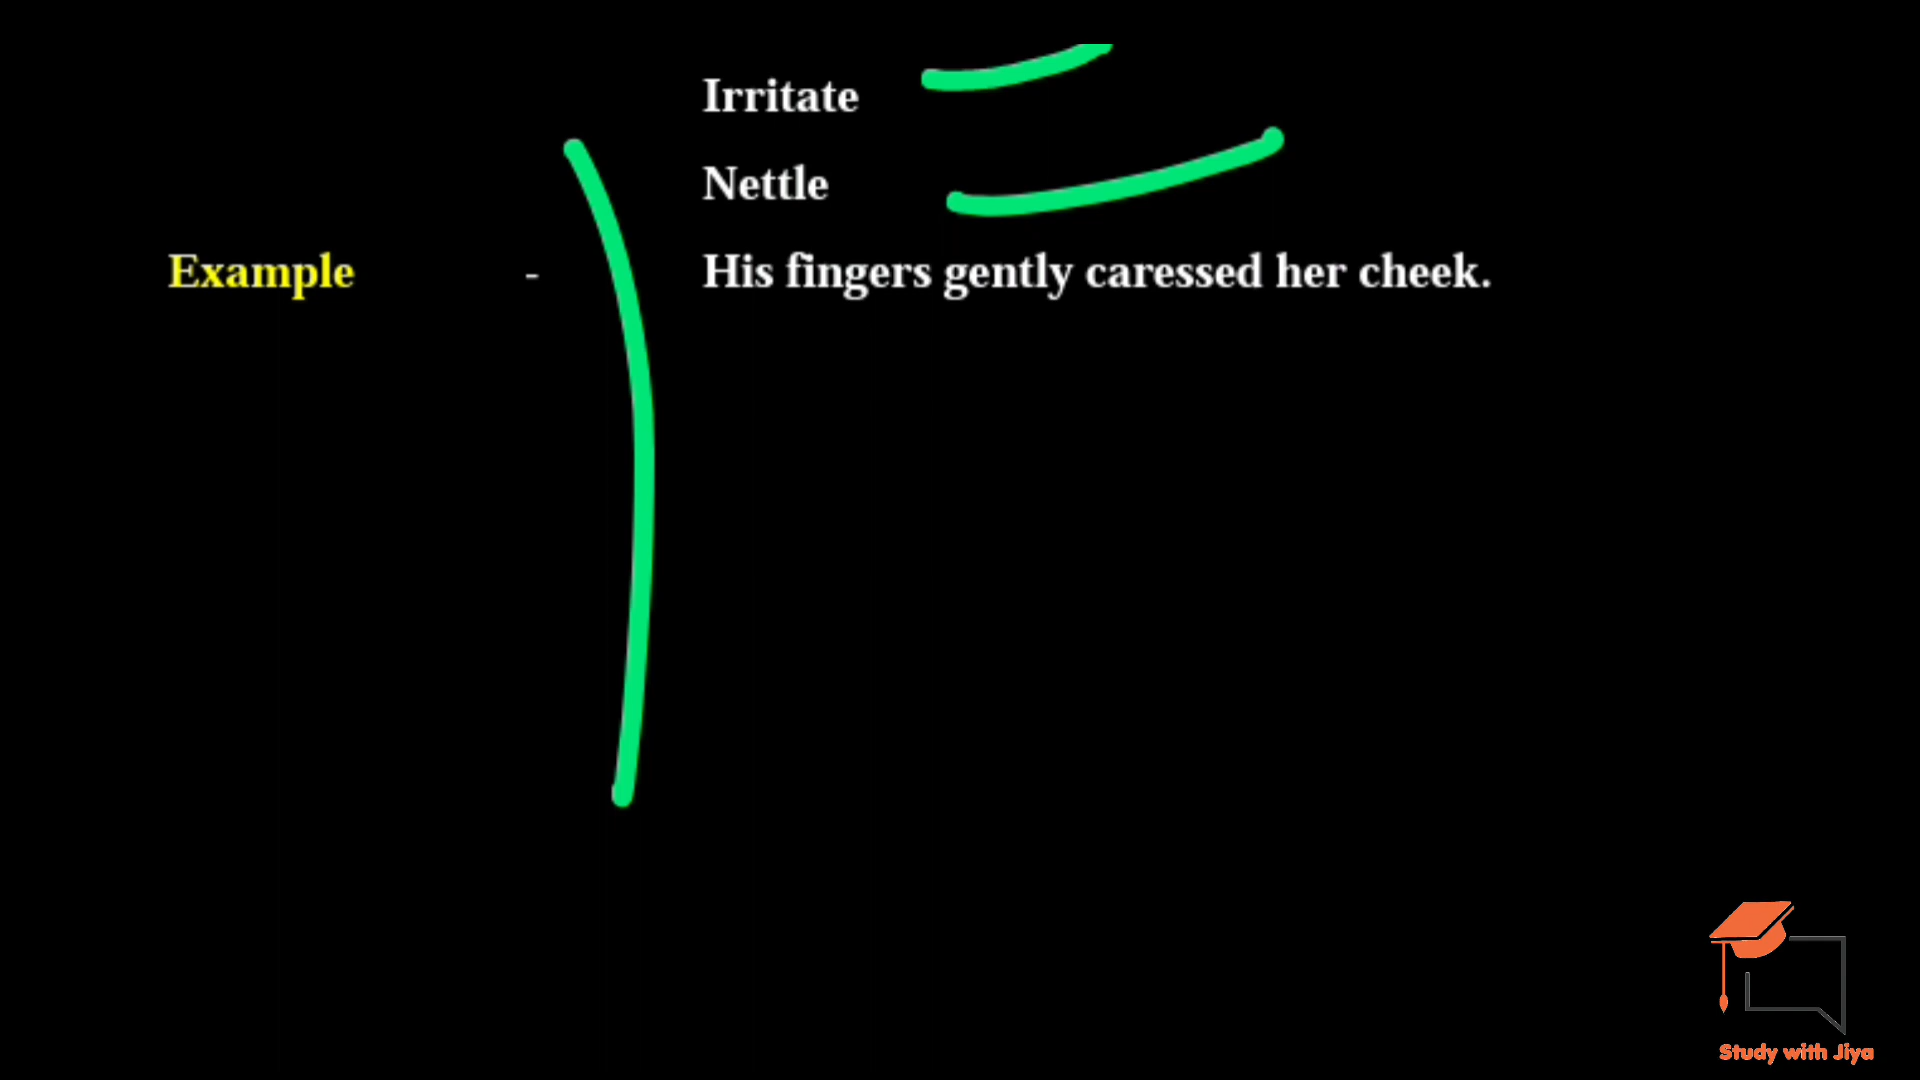 Irritate
Nettle
Example - His fingers gently caressed her cheek.
Study with Jiya